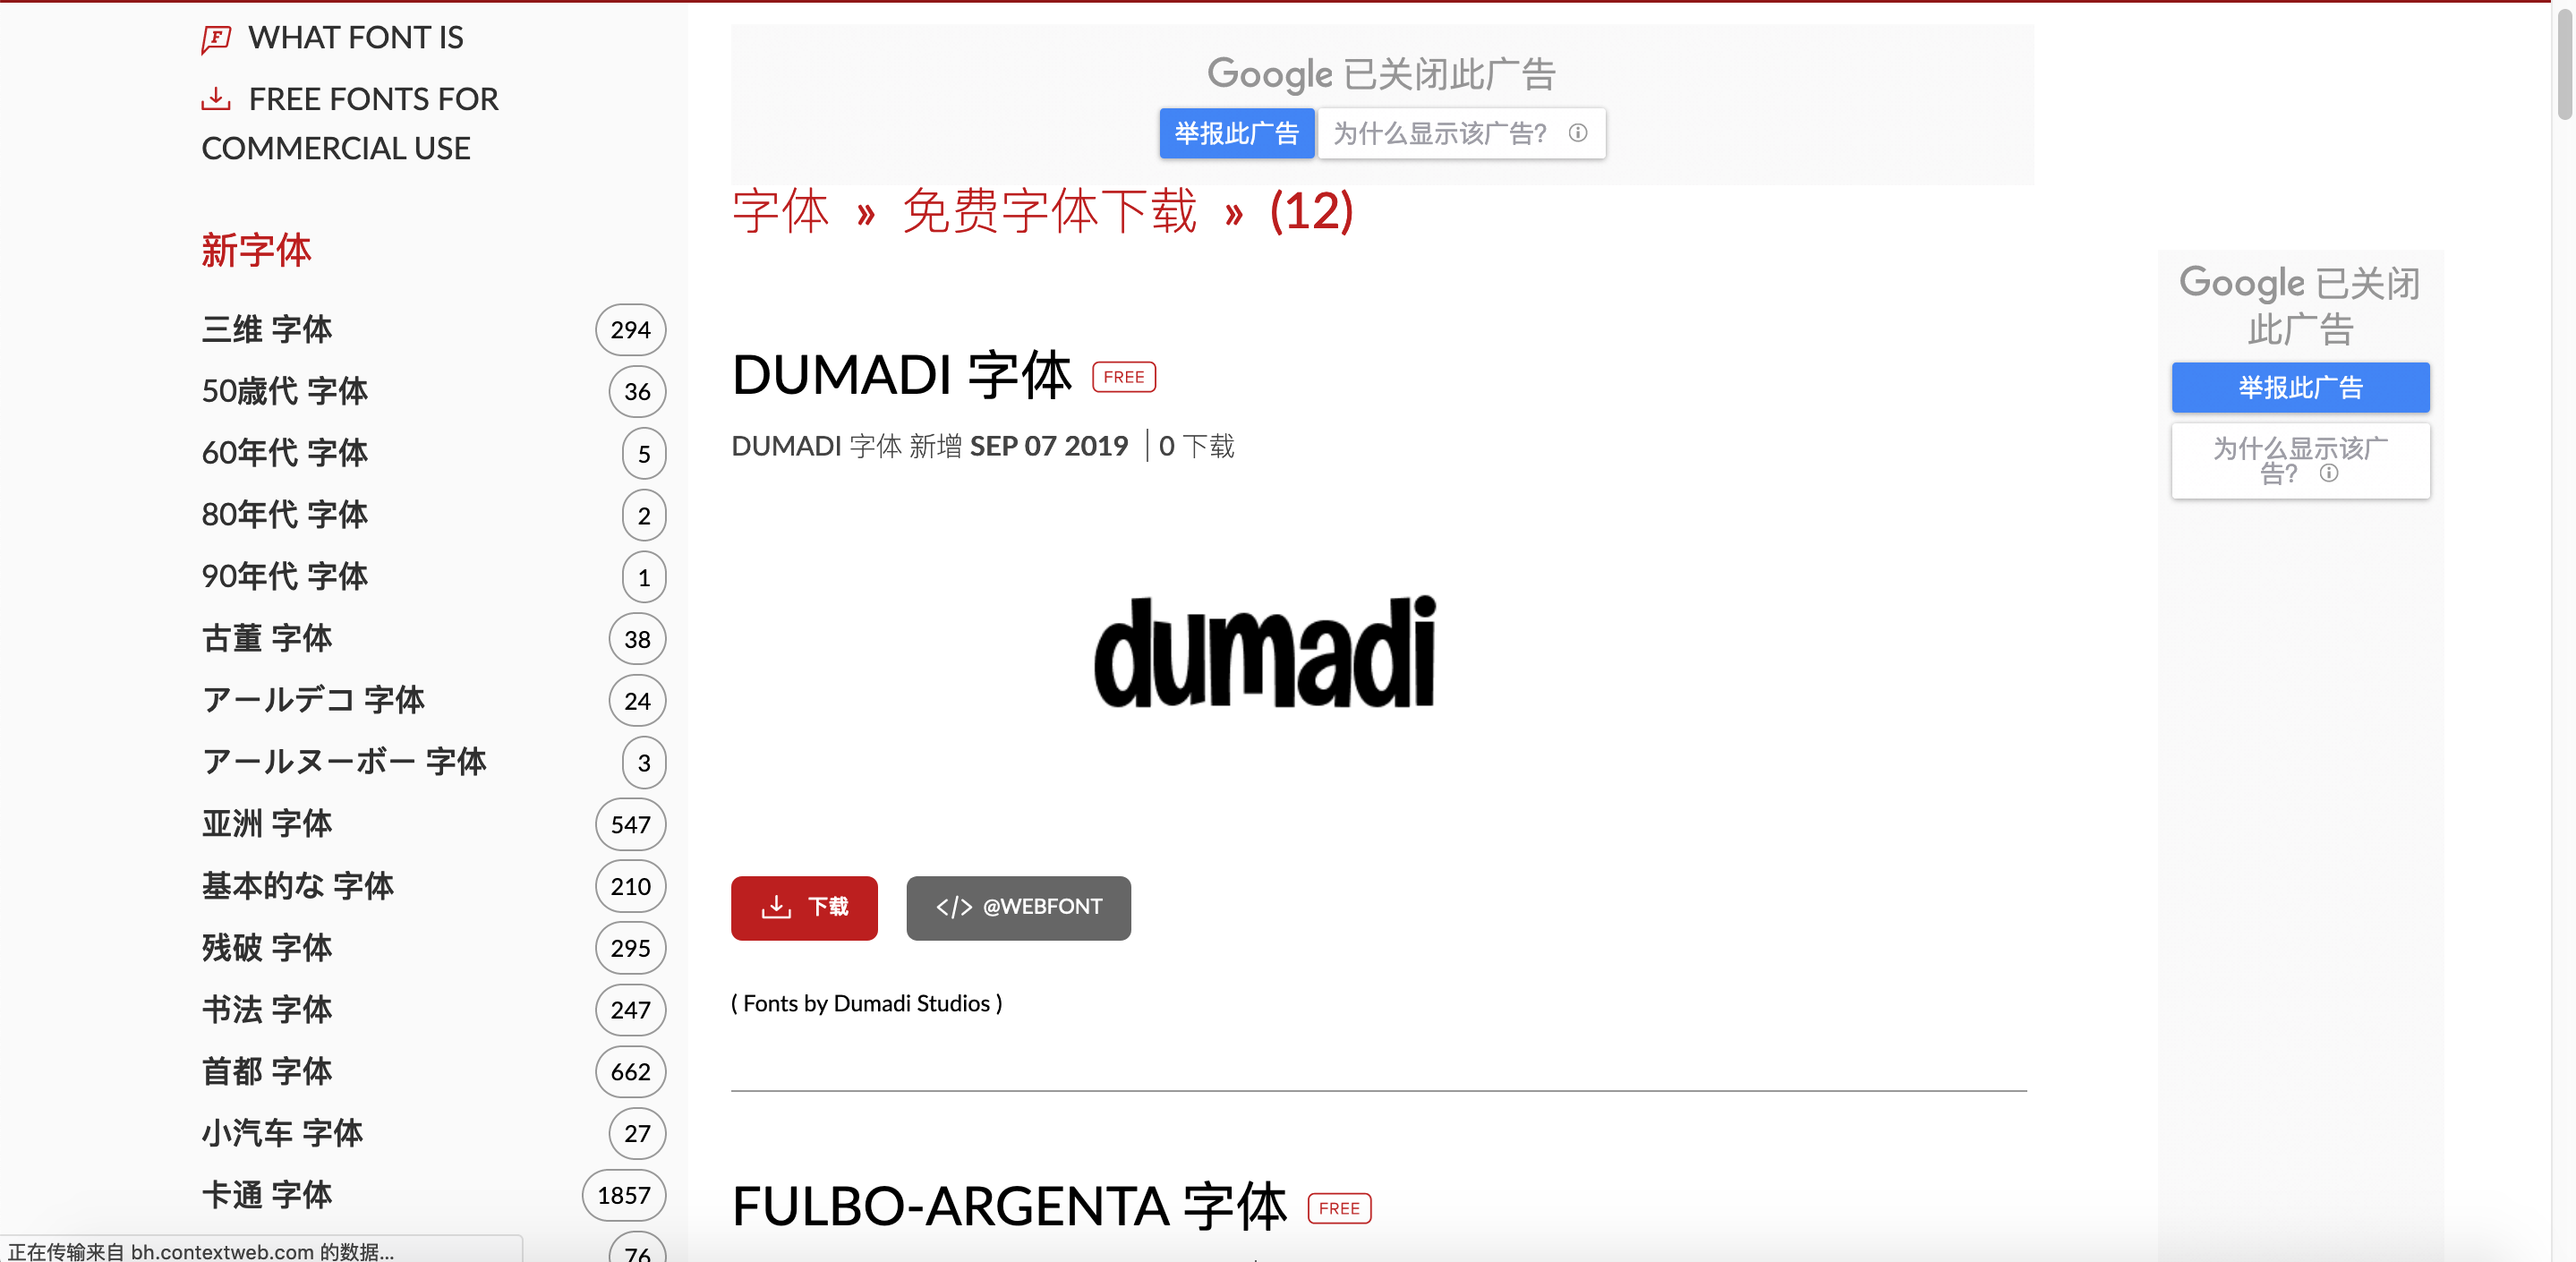 WHAT FONT IS
FREE FONTS FOR
COMMERCIAL USE
新字体
三维 字体 294
50歳代 字体 36
60年代 字体 5
80年代 字体 2
90年代 字体 1
古董 字体 38
アールデコ 字体 24
アールヌーボー 字体 3
亚洲 字体 547
基本的な 字体 210
残破 字体 295
书法 字体 247
首都 字体 662
小汽车 字体 27
卡通 字体 1857
76
正在传输来自 bh.contextweb.com 的数据...
Google 已关闭此广告
举报此广告 为什么显示该广告?
字体 » 免费字体下载 » (12)
DUMADI 字体 FREE
DUMADI 字体 新增 SEP 07 2019 | 0 下载
dumadi
下载 </> @WEBFONT
( Fonts by Dumadi Studios )
FULBO-ARGENTA 字体 FREE
Google 已关闭
此广告
举报此广告
为什么显示该广
告?